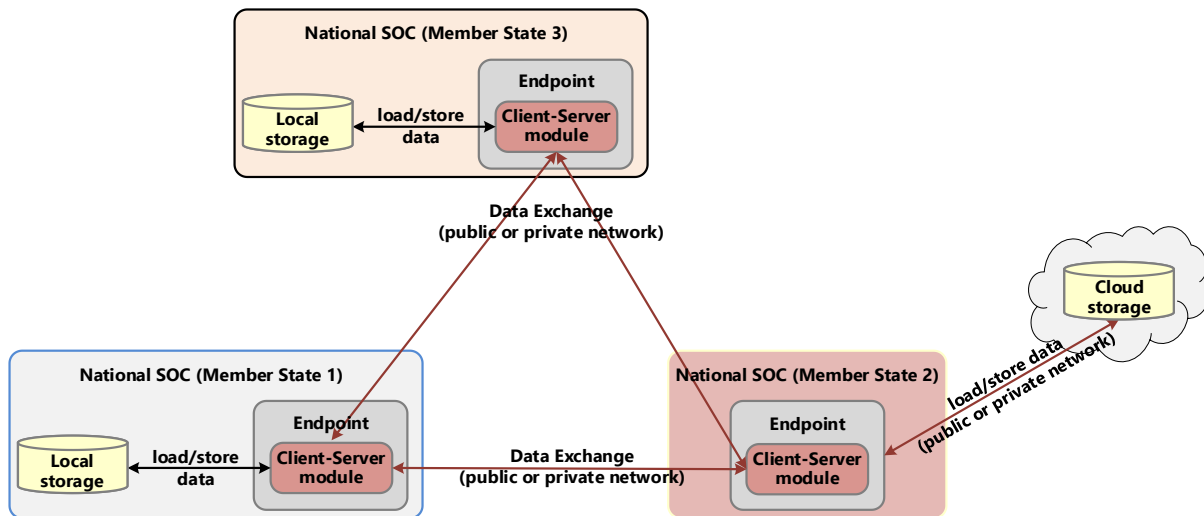 National SOC (Member State 3)
Endpoint
Local
storage
load/store
data
Client-Server
module
Data Exchange
(public or private network)
Cloud
storage
load/store data
(public or private network)
National SOC (Member State 1)
Endpoint
Local
storage
load/store
data
Client-Server
module
Data Exchange
(public or private network)
National SOC (Member State 2)
Endpoint
Client-Server
module